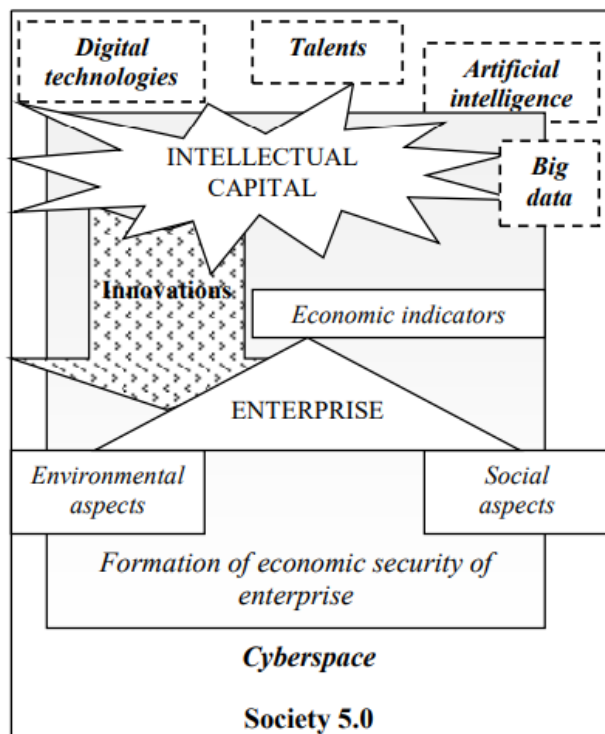 Digital
technologies
Talents
Artificial
intelligence
INTELLECTUAL
CAPITAL
Big
data
Innovations
Economic indicators
ENTERPRISE
Environmental
aspects
Social
aspects
Formation of economic security of
enterprise
Cyberspace
Society 5.0